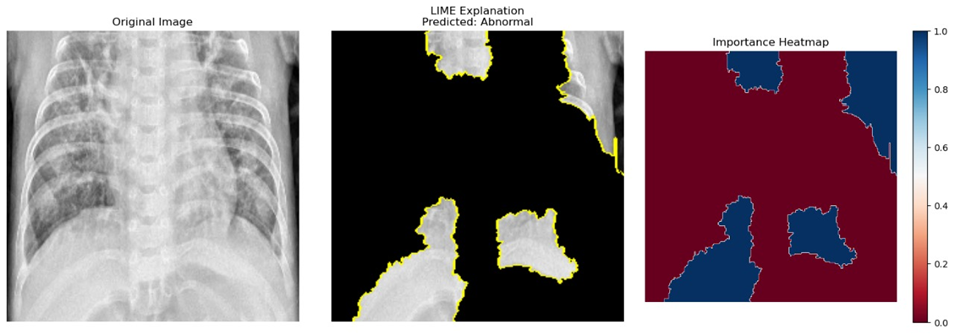 Original Image
LIME Explanation
Predicted: Abnormal
Importance Heatmap
1.0
0.8
0.6
0.4
0.2
0.0